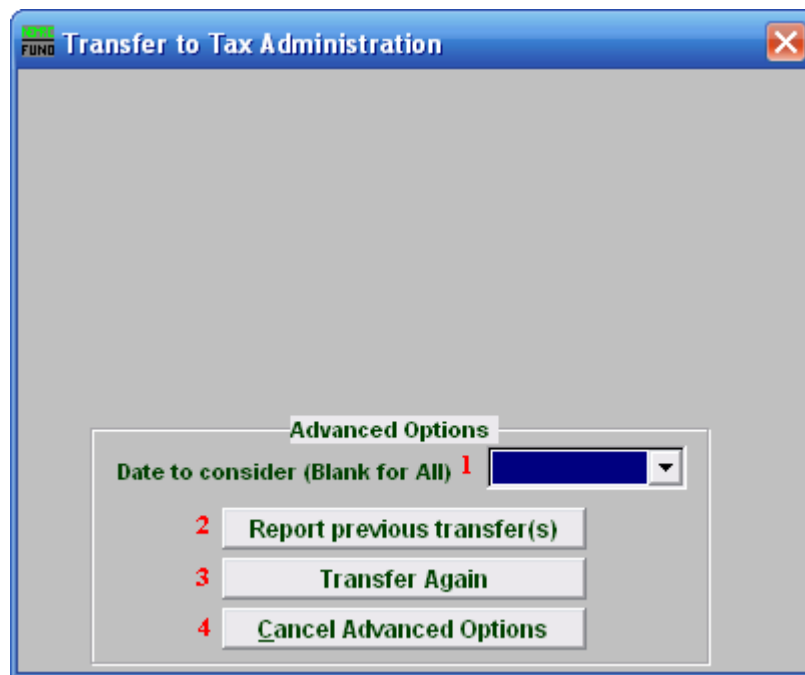 FUND Transfer to Tax Administration
Advanced Options
Date to consider (Blank for All) 1
2 Report previous transfer(s)
3 Transfer Again
4 Cancel Advanced Options